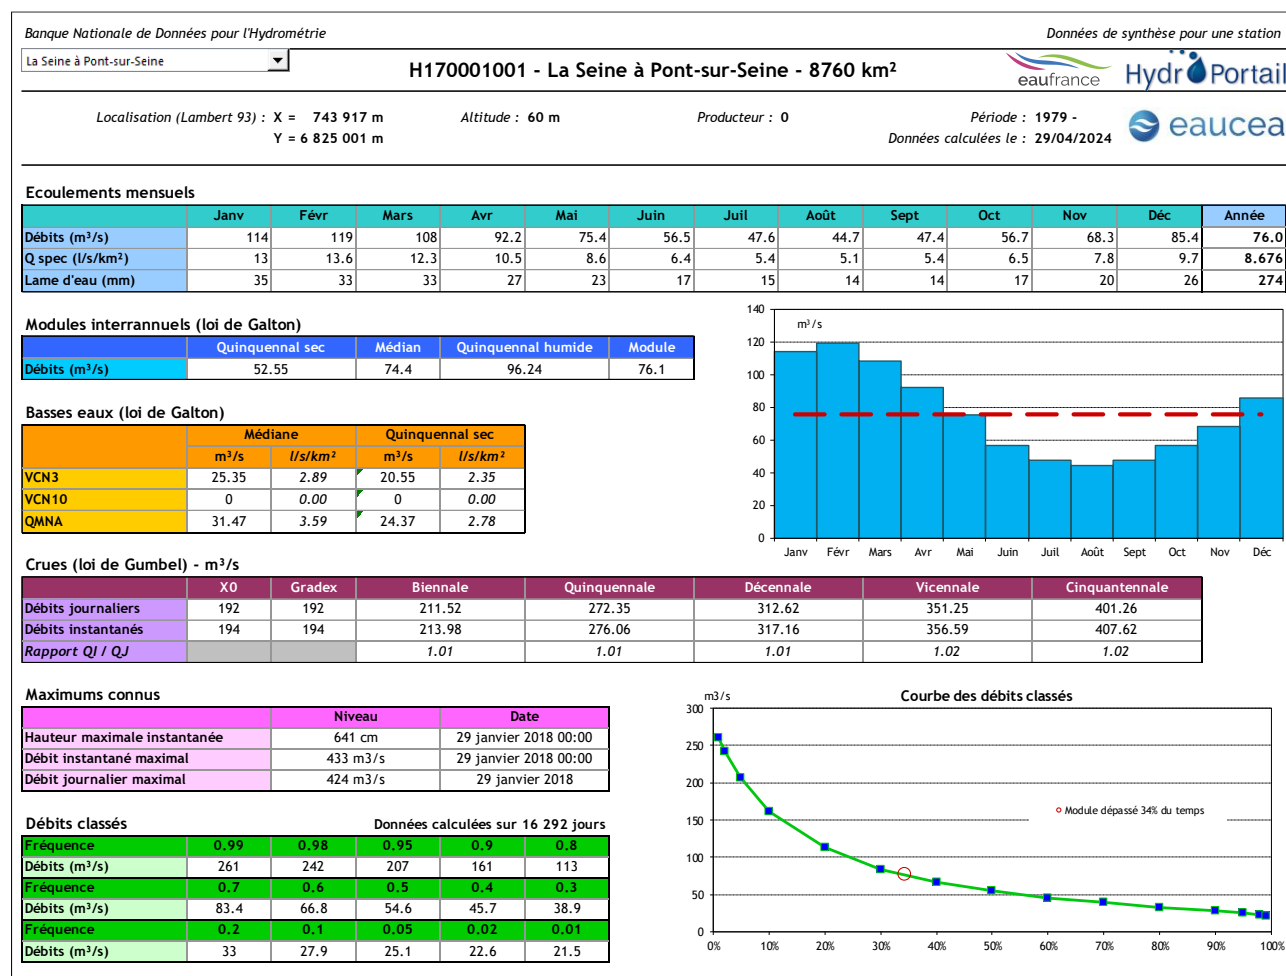 Banque Nationale de Données pour l'Hydrométrie Données de synthèse pour une station
La Seine à Pont-sur-Seine
H170001001 - La Seine à Pont-sur-Seine - 8760 km²
eaufrance HydroPortail
Localisation (Lambert 93) : X = 743 917 m Altitude : 60 m Producteur : 0 Période : 1979 -
Y = 6 825 001 m Données calculées le : 29/04/2024
eaucea
Ecoulements mensuels
Janv Févr Mars Avr Mai Juin Juil Août Sept Oct Nov Déc Année
Débits (m³/s) 114 119 108 92.2 75.4 56.5 47.6 44.7 47.4 56.7 68.3 85.4 76.0
Q spec (l/s/km²) 13 13.6 12.3 10.5 8.6 6.4 5.4 5.1 5.4 6.5 7.8 9.7 8.676
Lame d'eau (mm) 35 33 33 27 23 17 15 14 14 17 20 26 274
Modules interrannuels (loi de Galton)
Quinquennal sec Médian Quinquennal humide Module
Débits (m³/s) 52.55 74.4 96.24 76.1
Basses eaux (loi de Galton)
Médiane Quinquennal sec
m³/s l/s/km² m³/s l/s/km²
VCN3 25.35 2.89 20.55 2.35
VCN10 0 0.00 0 0.00
QMNA 31.47 3.59 24.37 2.78
m³/s
140
120
100
80
60
40
20
0
Janv Févr Mars Avr Mai Juin Juil Août Sept Oct Nov Déc
Crues (loi de Gumbel) - m³/s
X0 Gradex Biennale Quinquennale Décennale Vicennale Cinquantennale
Débits journaliers 192 192 211.52 272.35 312.62 351.25 401.26
Débits instantanés 194 194 213.98 276.06 317.16 356.59 407.62
Rapport QI / QJ 1.01 1.01 1.01 1.02 1.02
Maximums connus
Niveau Date
Hauteur maximale instantanée 641 cm 29 janvier 2018 00:00
Débit instantané maximal 433 m3/s 29 janvier 2018 00:00
Débit journalier maximal 424 m3/s 29 janvier 2018
Débits classés Données calculées sur 16 292 jours
Fréquence 0.99 0.98 0.95 0.9 0.8
Débits (m³/s) 261 242 207 161 113
Fréquence 0.7 0.6 0.5 0.4 0.3
Débits (m³/s) 83.4 66.8 54.6 45.7 38.9
Fréquence 0.2 0.1 0.05 0.02 0.01
Débits (m³/s) 33 27.9 25.1 22.6 21.5
m3/s Courbe des débits classés
300
250
200
150
100
50
0
Module dépassé 34% du temps
0% 10% 20% 30% 40% 50% 60% 70% 80% 90% 100%